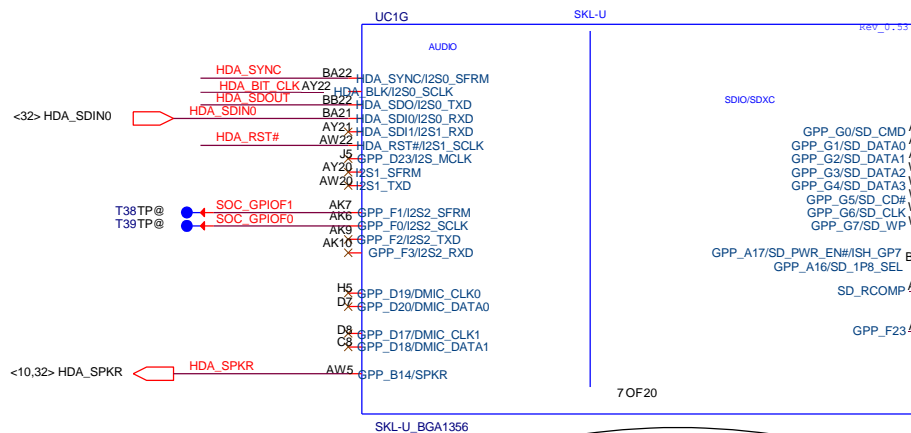 UC1G
SKL-U
Rev_0.53
AUDIO
SDIO/SDXC
HDA_SYNC BA22 HDA_SYNC/I2S0_SFRM
HDA_BIT_CLK AY22 HDA_BLK/I2S0_SCLK
HDA_SDOUT BB22 HDA_SDO/I2S0_TXD
<32> HDA_SDIN0 HDA_SDIN0 BA21 HDA_SDI0/I2S0_RXD
AY21 HDA_SDI1/I2S1_RXD
HDA_RST# AW22 HDA_RST#/I2S1_SCLK
J5 GPP_D23/I2S_MCLK
AY20 I2S1_SFRM
AW20 I2S1_TXD
T38TP@ SOC_GPIOF1 AK7 GPP_F1/I2S2_SFRM
T39TP@ SOC_GPIOF0 AK6 GPP_F0/I2S2_SCLK
AK9 GPP_F2/I2S2_TXD
AK10 GPP_F3/I2S2_RXD
H5 GPP_D19/DMIC_CLK0
D7 GPP_D20/DMIC_DATA0
D8 GPP_D17/DMIC_CLK1
C8 GPP_D18/DMIC_DATA1
<10,32> HDA_SPKR HDA_SPKR AW5 GPP_B14/SPKR
GPP_G0/SD_CMD
GPP_G1/SD_DATA0
GPP_G2/SD_DATA1
GPP_G3/SD_DATA2
GPP_G4/SD_DATA3
GPP_G5/SD_CD#
GPP_G6/SD_CLK
GPP_G7/SD_WP
GPP_A17/SD_PWR_EN#/ISH_GP7
GPP_A16/SD_1P8_SEL
SD_RCOMP
GPP_F23
7 OF 20
SKL-U_BGA1356